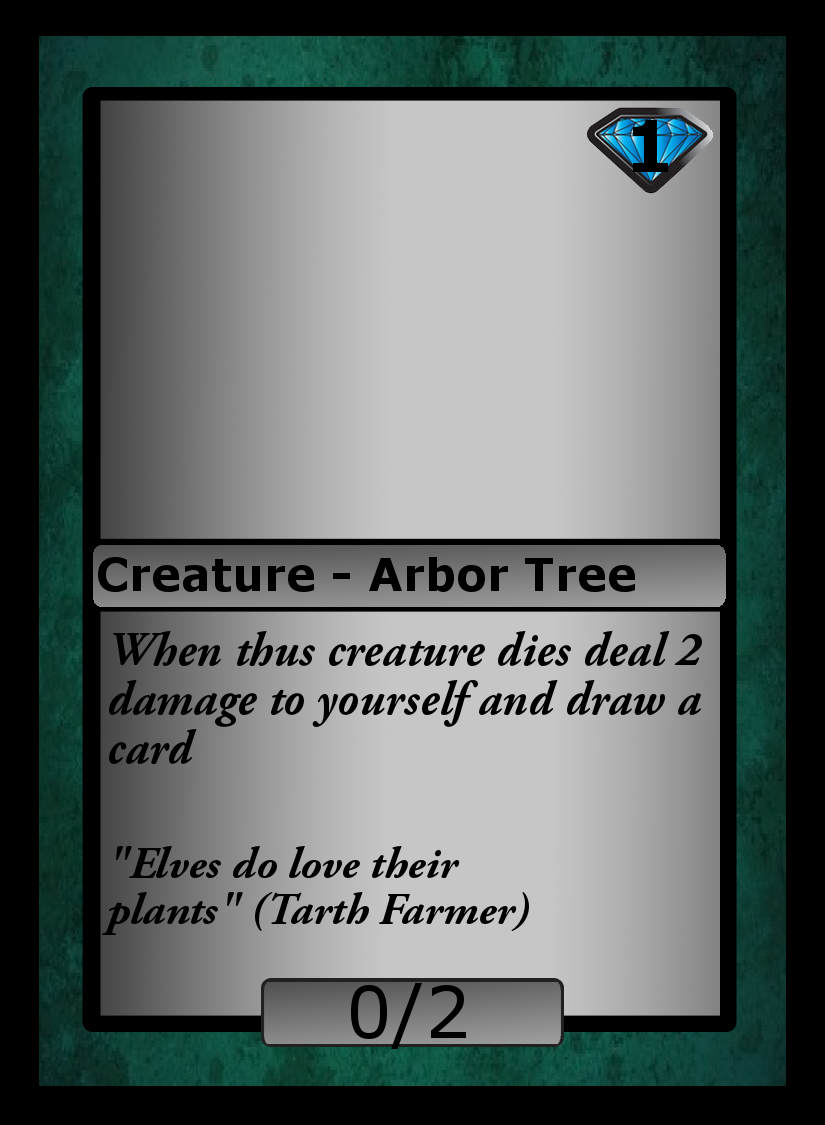 1
Creature - Arbor Tree
When thus creature dies deal 2
damage to yourself and draw a
card
"Elves do love their
plants" (Tarth Farmer)
0/2